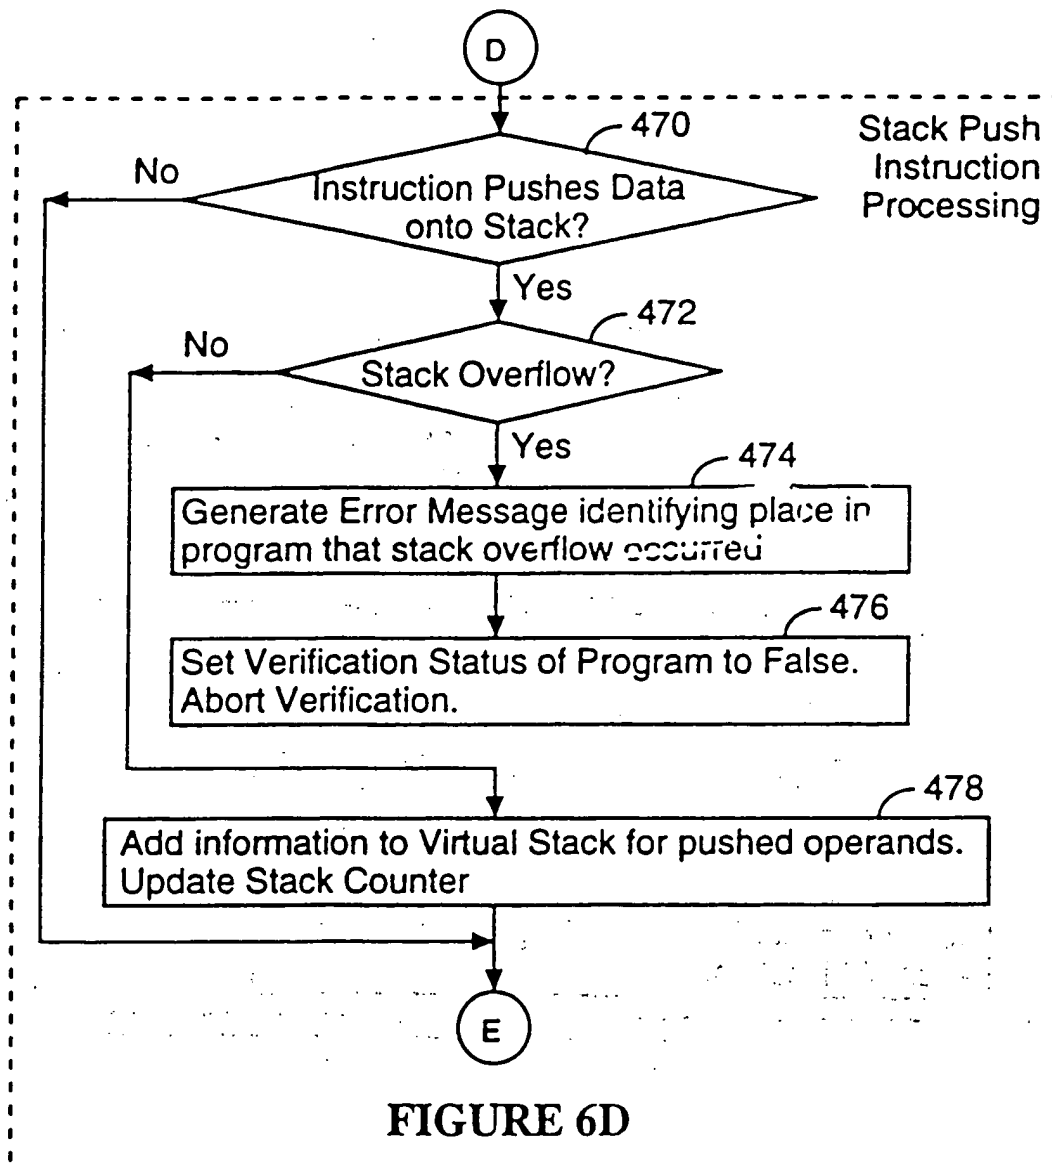 D
470
Stack Push
Instruction
Processing
No
Instruction Pushes Data
onto Stack?
Yes
472
No
Stack Overflow?
Yes
474
Generate Error Message identifying place in
program that stack overflow occurred
476
Set Verification Status of Program to False.
Abort Verification.
478
Add information to Virtual Stack for pushed operands.
Update Stack Counter
E
FIGURE 6D